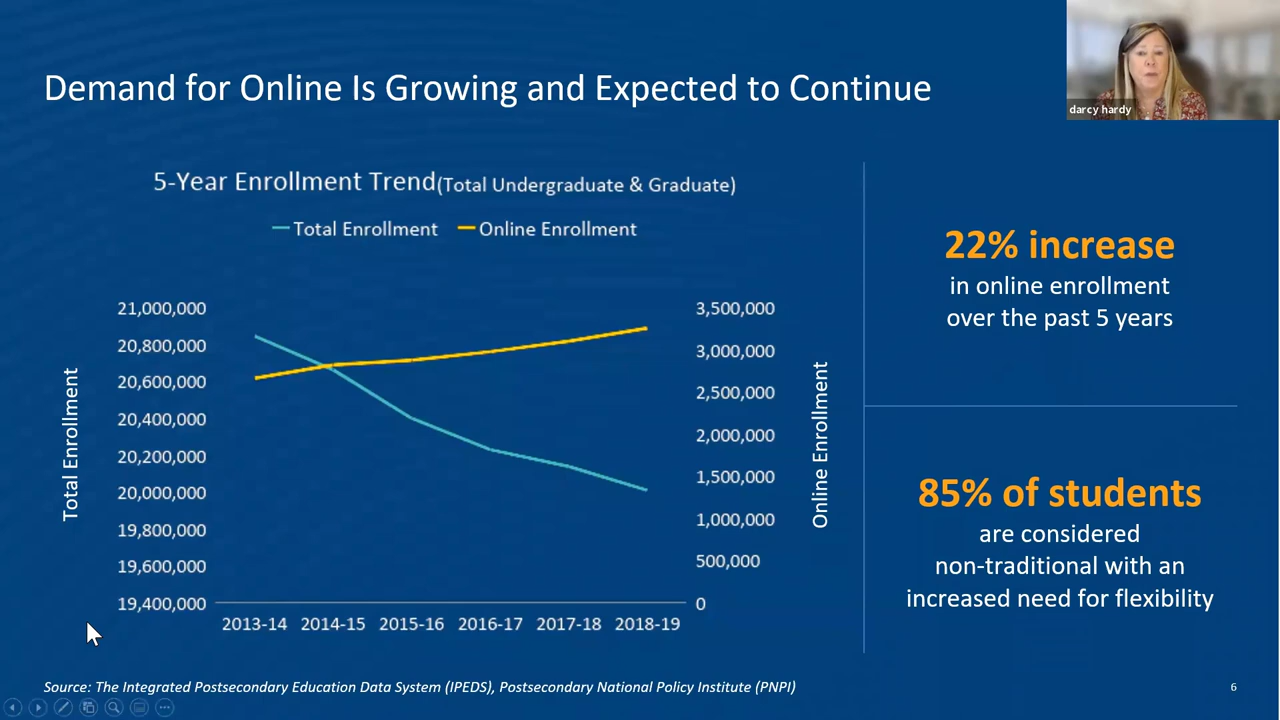 Demand for Online Is Growing and Expected to Continue
darcy hardy
5-Year Enrollment Trend(Total Undergraduate & Graduate)
Total Enrollment
Online Enrollment
Total Enrollment
21,000,000
20,800,000
20,600,000
20,400,000
20,200,000
20,000,000
19,800,000
19,600,000
19,400,000
3,500,000
3,000,000
2,500,000
2,000,000
1,500,000
1,000,000
500,000
0
Online Enrollment
2013-14 2014-15 2015-16 2016-17 2017-18 2018-19
22% increase
in online enrollment
over the past 5 years
85% of students
are considered
non-traditional with an
increased need for flexibility
Source: The Integrated Postsecondary Education Data System (IPEDS), Postsecondary National Policy Institute (PNPI)
6